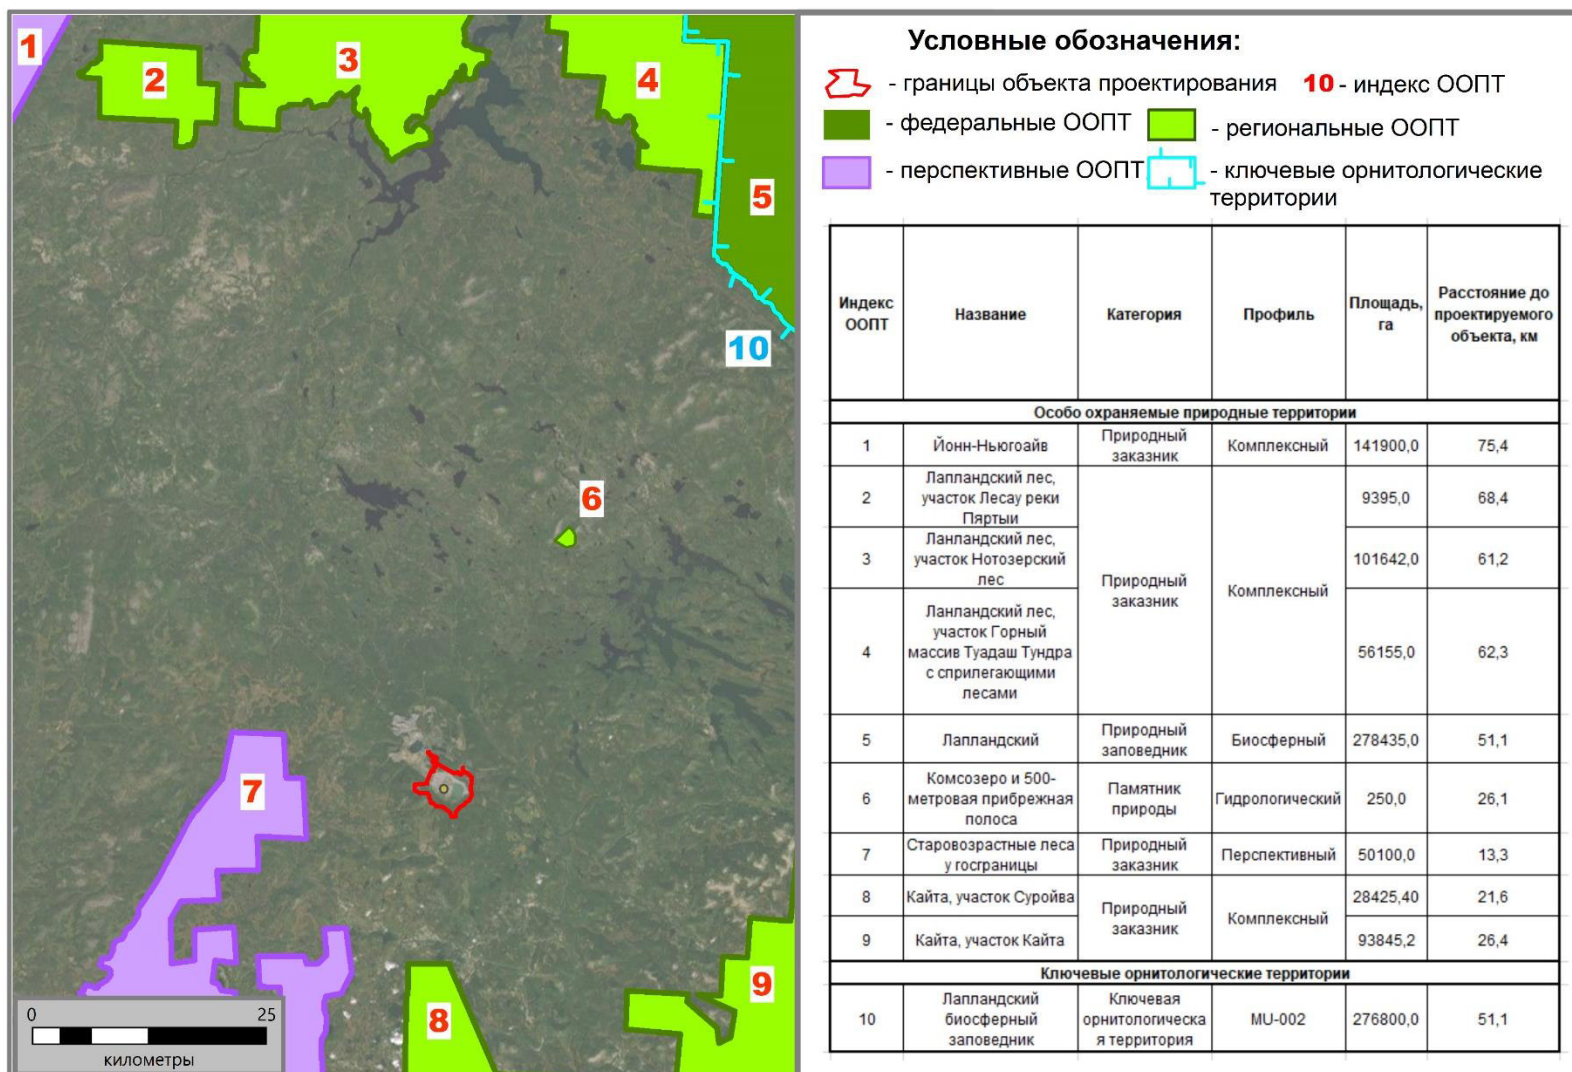 1
2
3
4
5
10
6
7
8
9
0 25
километры
Условные обозначения:
- границы объекта проектирования 10 - индекс ООПТ
- федеральные ООПТ - региональные ООПТ
- перспективные ООПТ - ключевые орнитологические
территории
Индекс
ООПТ
Название
Категория
Профиль
Площадь,
га
Расстояние до
проектируемого
объекта, км
Особо охраняемые природные территории
1
Йонн-Ньюгоайв
Природный
заказник
Комплексный
141900,0
75,4
2
Лапландский лес,
участок Лесау реки
Пяртыи
9395,0
68,4
3
Ланландский лес,
участок Нотозерский
лес
Природный
заказник
Комплексный
101642,0
61,2
4
Ланландский лес,
участок Горный
массив Туадаш Тундра
с сприлегающими
лесами
56155,0
62,3
5
Лапландский
Природный
заповедник
Биосферный
278435,0
51,1
6
Комсозеро и 500-
метровая прибрежная
полоса
Памятник
природы
Гидрологический
250,0
26,1
7
Старовозрастные леса
у госграницы
Природный
заказник
Перспективный
50100,0
13,3
8
Кайта, участок Суройва
Природный
заказник
Комплексный
28425,40
21,6
9
Кайта, участок Кайта
93845,2
26,4
Ключевые орнитологические территории
10
Лапландский
биосферный
заповедник
Ключевая
орнитологическа
я территория
MU-002
276800,0
51,1